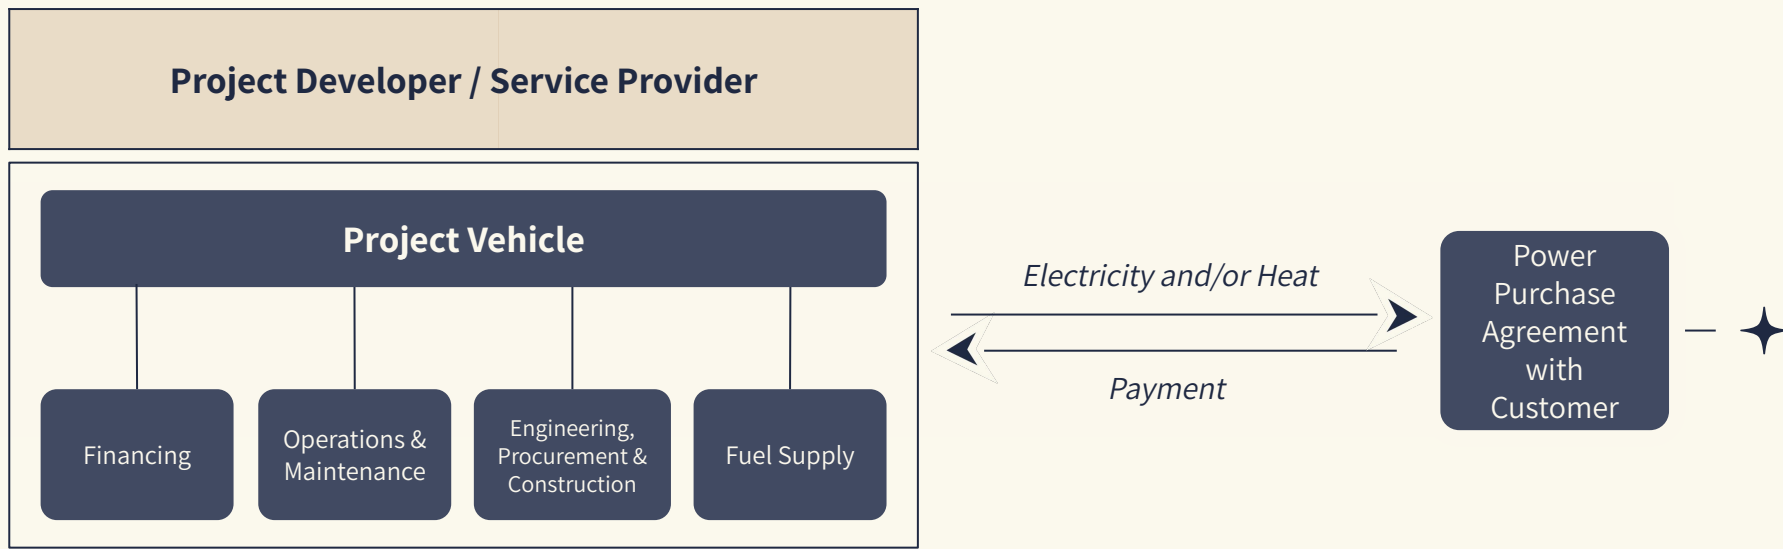 Project Developer / Service Provider
Project Vehicle
Financing
Operations &
Maintenance
Engineering,
Procurement &
Construction
Fuel Supply
Electricity and/or Heat
Payment
Power
Purchase
Agreement
with
Customer